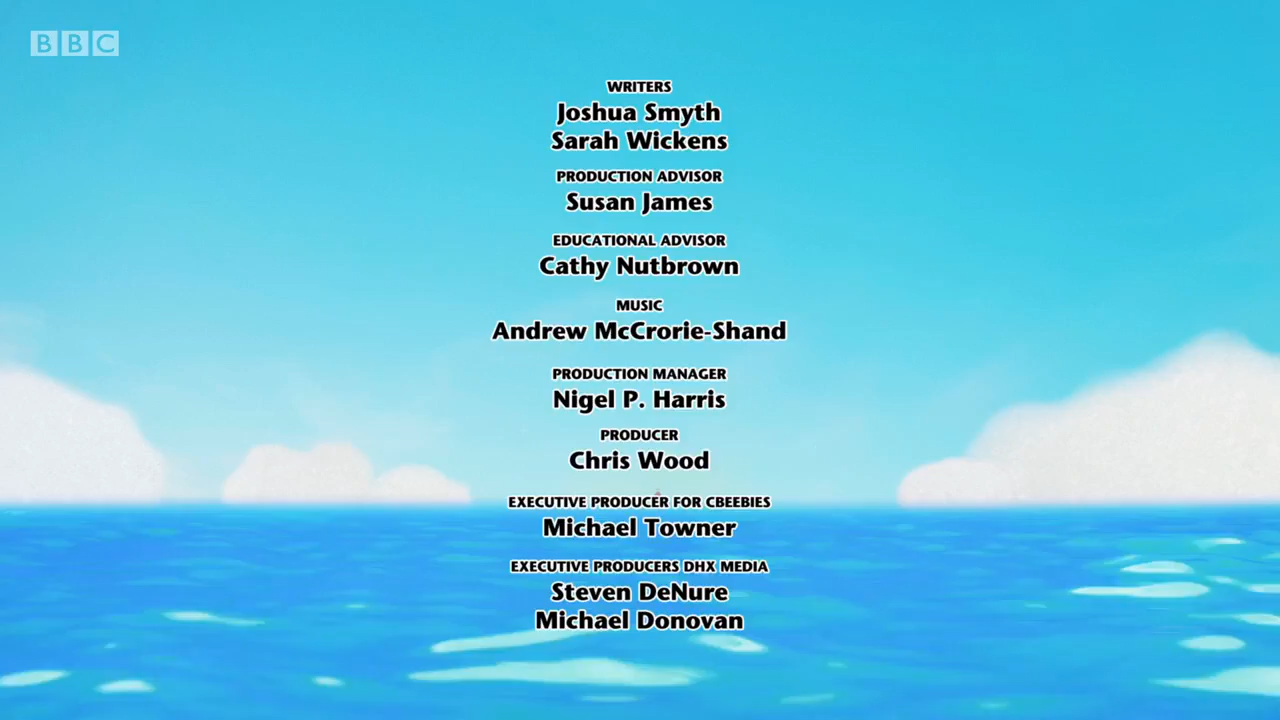 BBC
WRITERS
Joshua Smyth
Sarah Wickens
PRODUCTION ADVISOR
Susan James
EDUCATIONAL ADVISOR
Cathy Nutbrown
MUSIC
Andrew McCrorie-Shand
PRODUCTION MANAGER
Nigel P. Harris
PRODUCER
Chris Wood
EXECUTIVE PRODUCER FOR CBEEBIES
Michael Towner
EXECUTIVE PRODUCERS DHX MEDIA
Steven DeNure
Michael Donovan